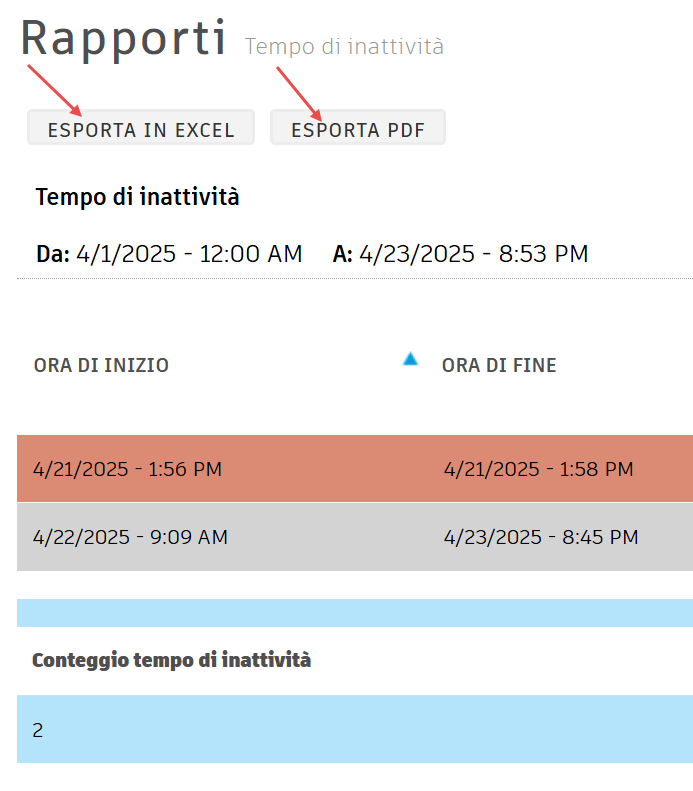 Rapporti Tempo di inattività
ESPORTA IN EXCEL ESPORTA PDF
Tempo di inattività
Da: 4/1/2025 - 12:00 AM A: 4/23/2025 - 8:53 PM
ORA DI INIZIO ORA DI FINE
4/21/2025 - 1:56 PM 4/21/2025 - 1:58 PM
4/22/2025 - 9:09 AM 4/23/2025 - 8:45 PM
Conteggio tempo di inattività
2